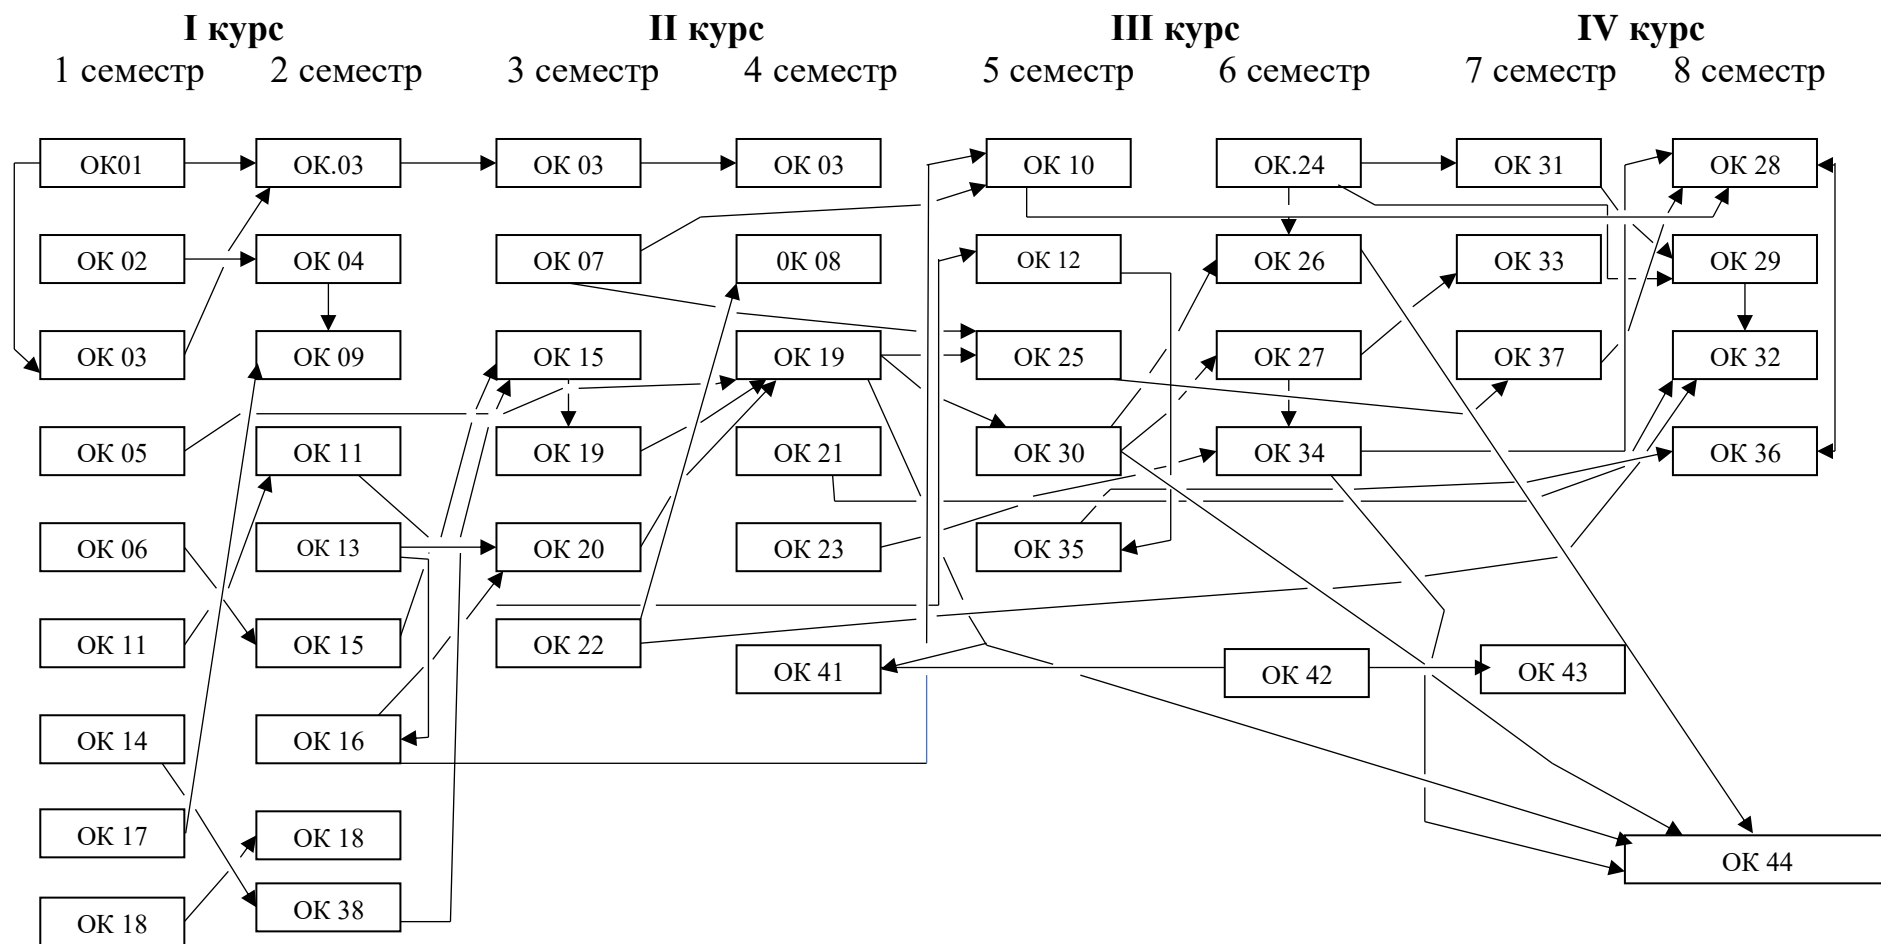 I курс II курс III курс IV курс
1 семестр 2 семестр 3 семестр 4 семестр 5 семестр 6 семестр 7 семестр 8 семестр
ОК01 ОК.03 ОК 03 ОК 03 ОК 10 ОК.24 ОК 31 ОК 28
ОК 02 ОК 04 ОК 07 0К 08 ОК 12 ОК 26 ОК 33 ОК 29
ОК 03 ОК 09 ОК 15 ОК 19 ОК 25 ОК 27 ОК 37 ОК 32
ОК 05 ОК 11 ОК 19 ОК 21 ОК 30 ОК 34 ОК 36
ОК 06 ОК 13 ОК 20 ОК 23 ОК 35
ОК 11 ОК 15 ОК 22 ОК 41 ОК 42 ОК 43
ОК 14 ОК 16
ОК 17 ОК 18 ОК 44
ОК 18 ОК 38